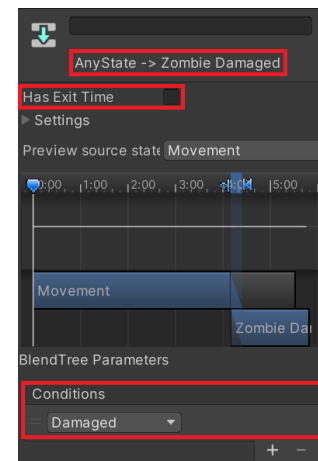 AnyState -> Zombie Damaged
Has Exit Time
Settings
Preview source state Movement
0:00 1:00 2:00 3:00 5:00
Movement
Zombie Da
BlendTree Parameters
Conditions
Damaged
+ -